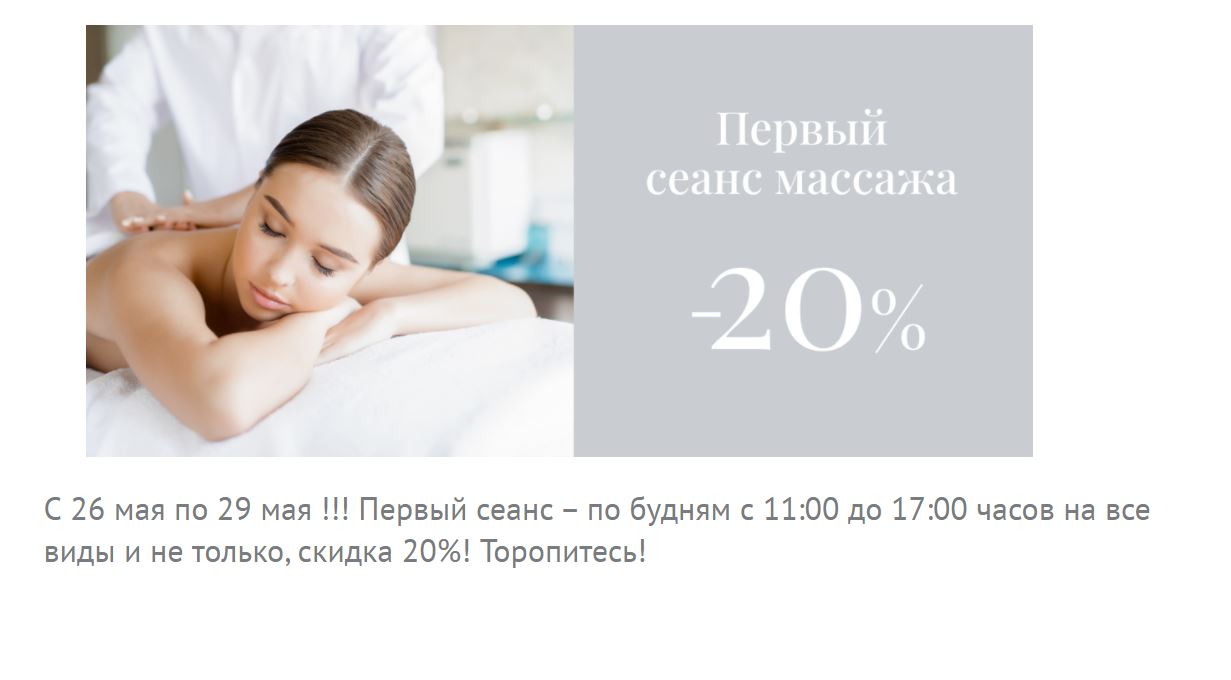 Первый
сеанс массажа
-20%
С 26 мая по 29 мая !!! Первый сеанс – по будням с 11:00 до 17:00 часов на все
виды и не только, скидка 20%! Торопитесь!